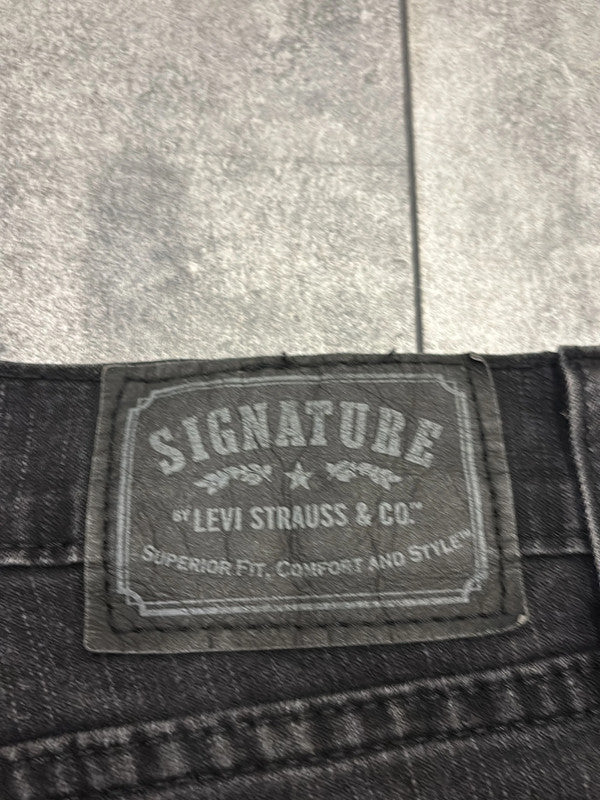 SIGNATURE
BY LEVI STRAUSS & CO.™
SUPERIOR FIT, COMFORT AND STYLE™